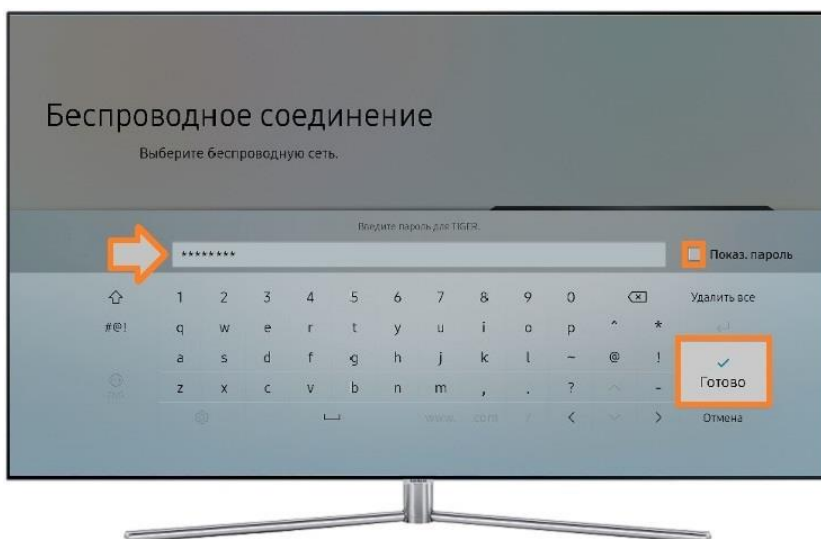 Беспроводное соединение
Выберите беспроводную сеть.
Введите пароль для TIGER.
******** Показ. пароль
1 2 3 4 5 6 7 8 9 0 Удалить все
#@! q w e r t y u i o p ^ *
a s d f g h j k l ~ @ !
z x c v b n m , . ? - Готово
www. .com / < > Отмена